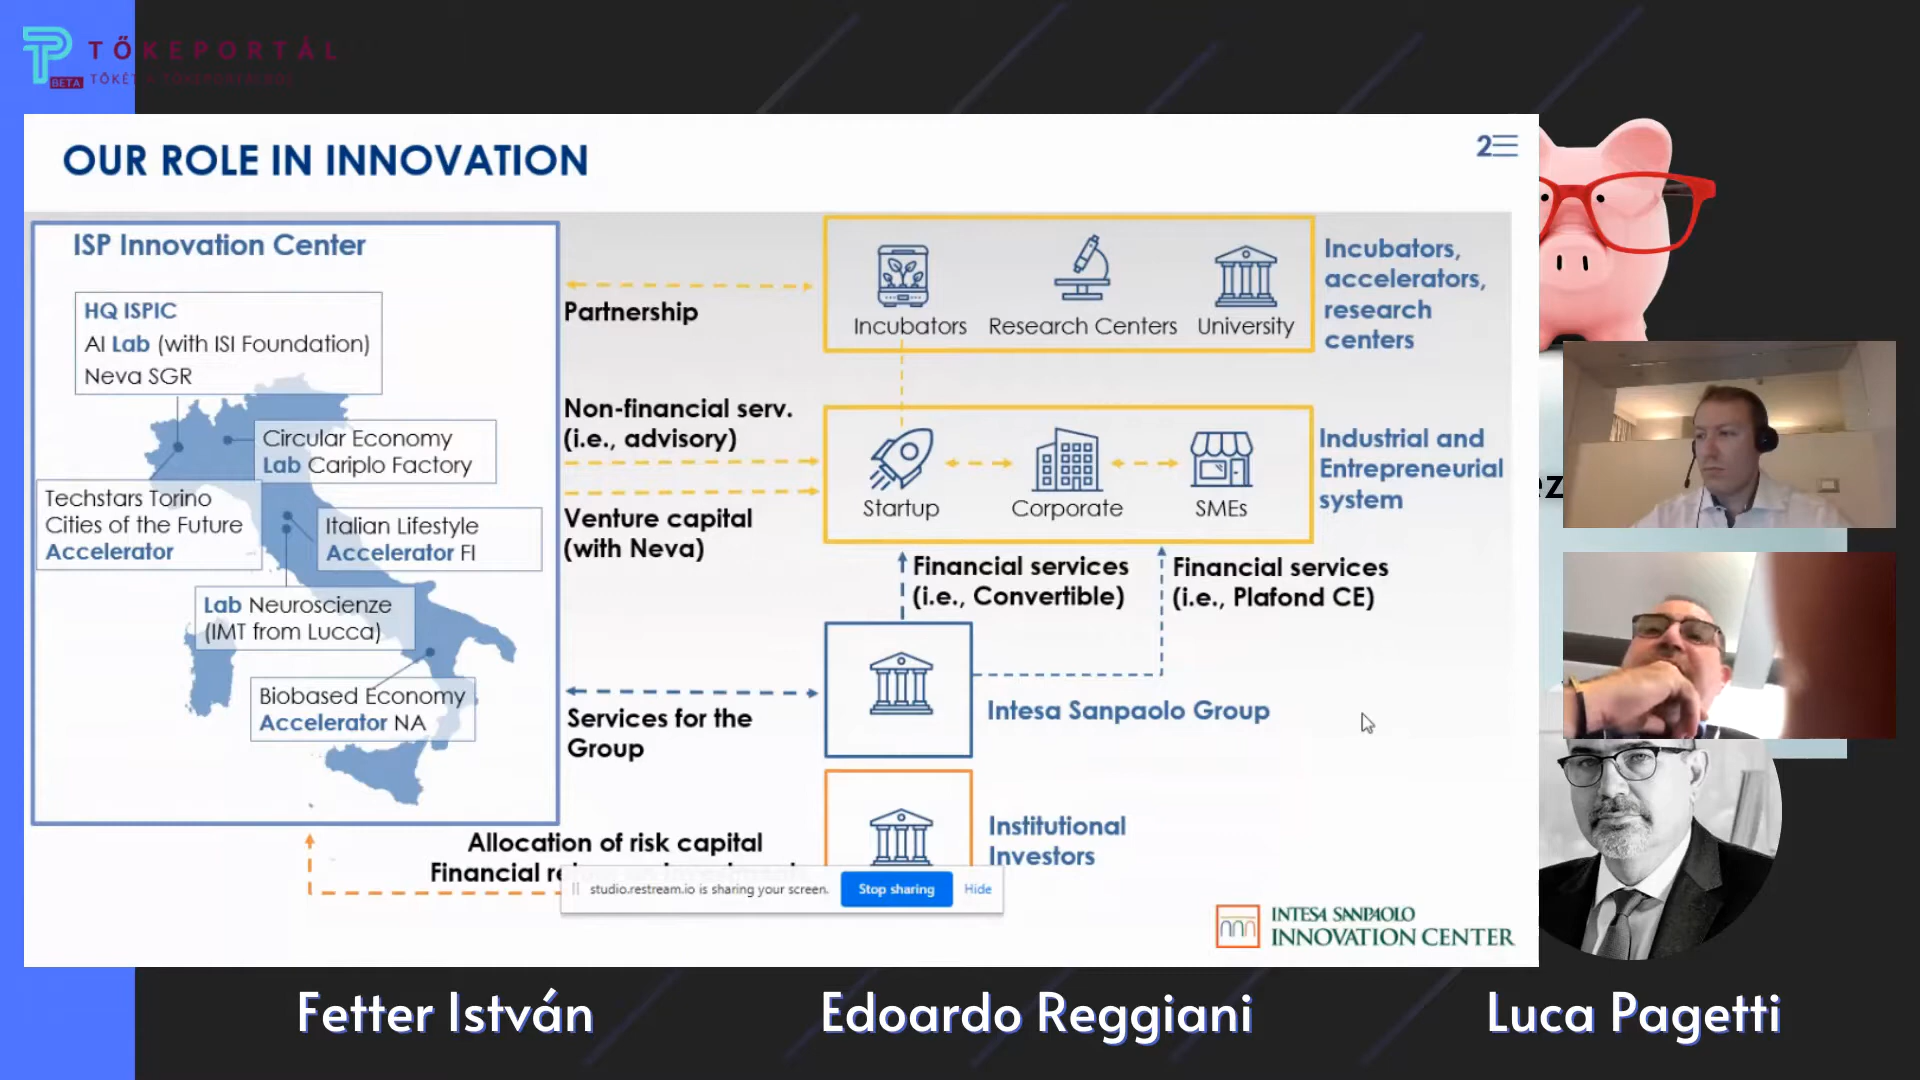 TŐKEPORTÁL
BETA
OUR ROLE IN INNOVATION
2
ISP Innovation Center
HQ ISPIC
AI Lab (with ISI Foundation)
Neva SGR
Circular Economy
Lab Cariplo Factory
Techstars Torino
Cities of the Future
Accelerator
Italian Lifestyle
Accelerator FI
Lab Neuroscienze
(IMT from Lucca)
Biobased Economy
Accelerator NA
Partnership
Non-financial serv.
(i.e., advisory)
Venture capital
(with Neva)
Services for the
Group
Incubators
Research Centers
University
Incubators,
accelerators,
research
centers
Startup
Corporate
SMEs
Industrial and
Entrepreneurial
system
Financial services
(i.e., Convertible)
Financial services
(i.e., Plafond CE)
Intesa Sanpaolo Group
Institutional
Investors
Allocation of risk capital
Financial
studio.restream.io is sharing your screen.
Stop sharing
Hide
INTESA SANPAOLO
INNOVATION CENTER
Fetter István
Edoardo Reggiani
Luca Pagetti